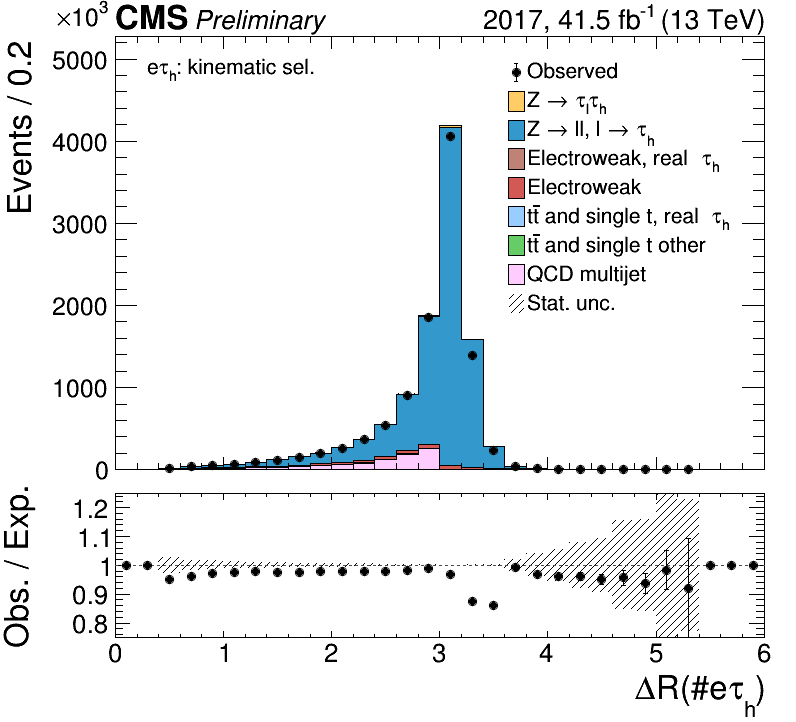 ×10³ CMS Preliminary 2017, 41.5 fb⁻¹ (13 TeV)
Events / 0.2
5000
4000
3000
2000
1000
0
eτₕ: kinematic sel.
Observed
Z → τₗτₕ
Z → ll, l → τₕ
Electroweak, real τₕ
Electroweak
tt̄ and single t, real τₕ
tt̄ and single t other
QCD multijet
Stat. unc.
Obs. / Exp.
1.2
1.1
1
0.9
0.8
0 1 2 3 4 5 6
ΔR(#eτₕ)